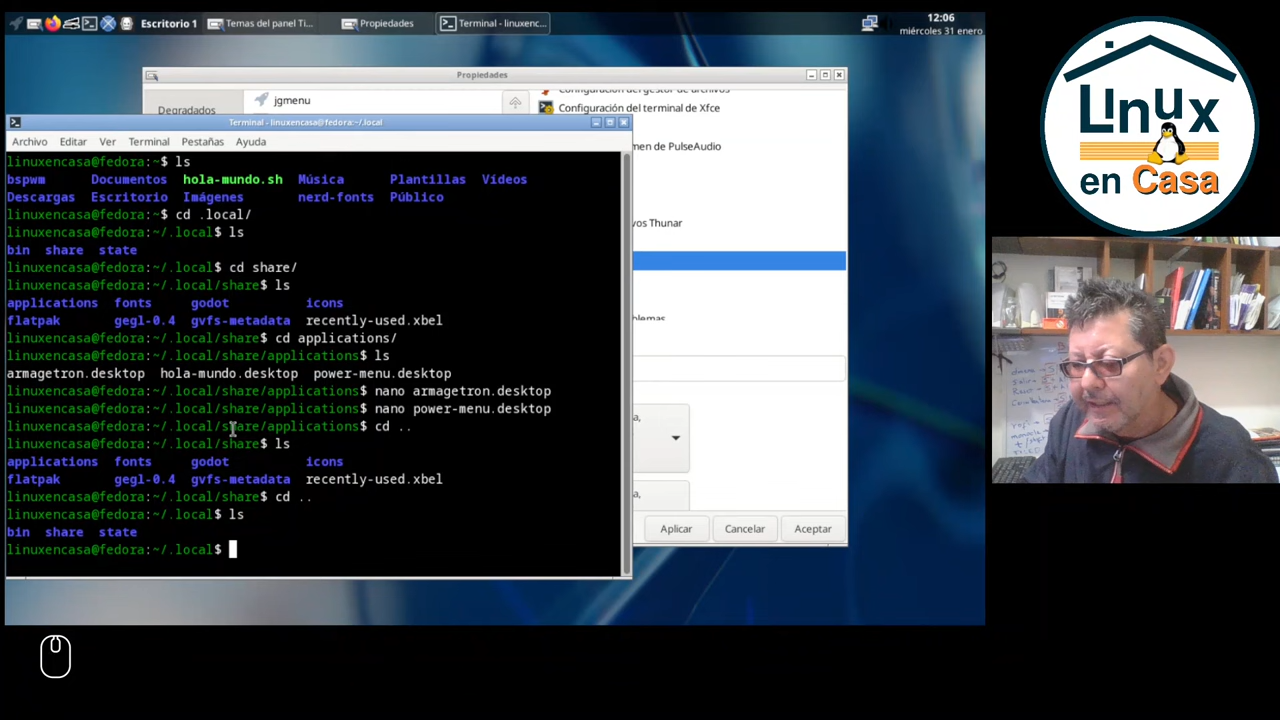 Escritorio 1
Temas del panel Ti...
Propiedades
Terminal - linuxenc...
12:06
miércoles 31 enero
Propiedades
Degradados
jgmenu
Configuración del gestor de archivos
Configuración del terminal de Xfce
men de PulseAudio
vos Thunar
Aplicar
Cancelar
Aceptar
Terminal - linuxencasa@fedora:~/.local
Archivo Editar Ver Terminal Pestañas Ayuda
linuxencasa@fedora:~$ ls
bspwm Documentos hola-mundo.sh Música Plantillas Vídeos
Descargas Escritorio Imágenes nerd-fonts Público
linuxencasa@fedora:~$ cd .local/
linuxencasa@fedora:~/.local$ ls
bin share state
linuxencasa@fedora:~/.local$ cd share/
linuxencasa@fedora:~/.local/share$ ls
applications fonts godot icons
flatpak gegl-0.4 gvfs-metadata recently-used.xbel
linuxencasa@fedora:~/.local/share$ cd applications/
linuxencasa@fedora:~/.local/share/applications$ ls
armagetron.desktop hola-mundo.desktop power-menu.desktop
linuxencasa@fedora:~/.local/share/applications$ nano armagetron.desktop
linuxencasa@fedora:~/.local/share/applications$ nano power-menu.desktop
linuxencasa@fedora:~/.local/share/applications$ cd ..
linuxencasa@fedora:~/.local/share$ ls
applications fonts godot icons
flatpak gegl-0.4 gvfs-metadata recently-used.xbel
linuxencasa@fedora:~/.local/share$ cd ..
linuxencasa@fedora:~/.local$ ls
bin share state
linuxencasa@fedora:~/.local$
LInUx
en Casa